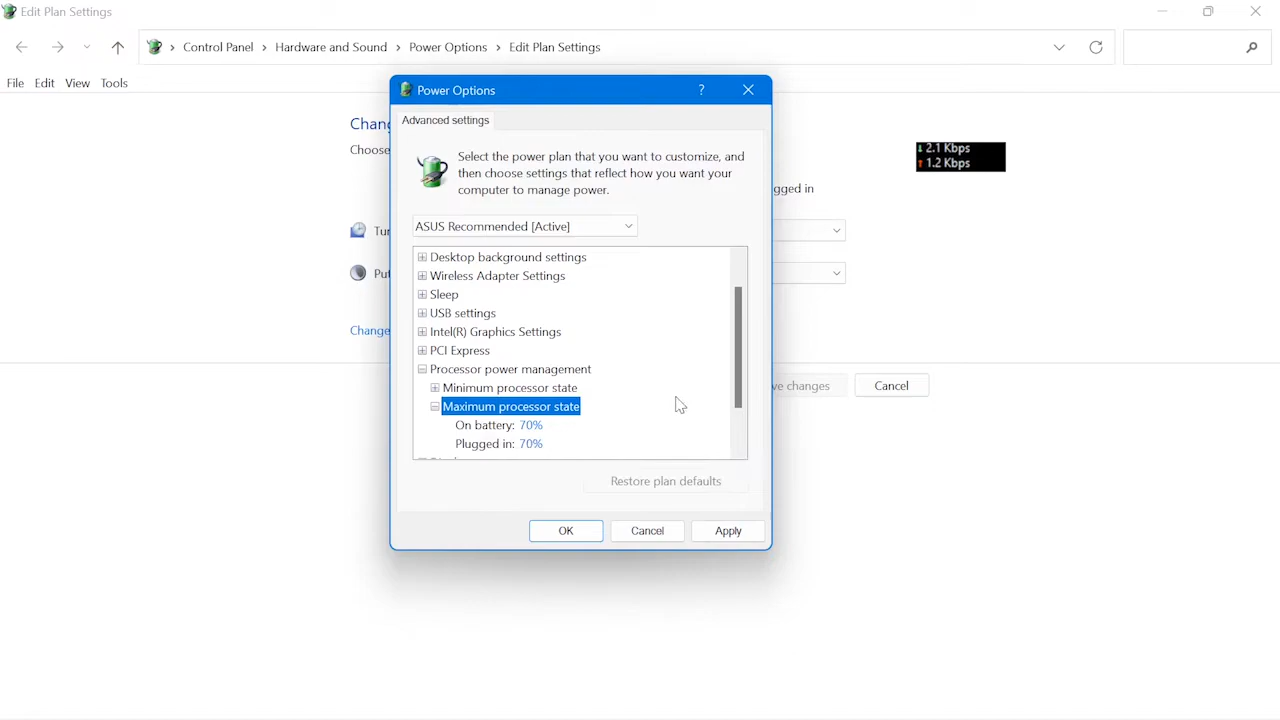 Edit Plan Settings
Control Panel > Hardware and Sound > Power Options > Edit Plan Settings
File Edit View Tools
Power Options ?
Advanced settings
Select the power plan that you want to customize, and
then choose settings that reflect how you want your
computer to manage power.
ASUS Recommended [Active]
Desktop background settings
Wireless Adapter Settings
Sleep
USB settings
Intel(R) Graphics Settings
PCI Express
Processor power management
Minimum processor state
Maximum processor state
On battery: 70%
Plugged in: 70%
Restore plan defaults
OK Cancel Apply
Choose
Change
Cancel
changes
in
2.1 Kbps
1.2 Kbps